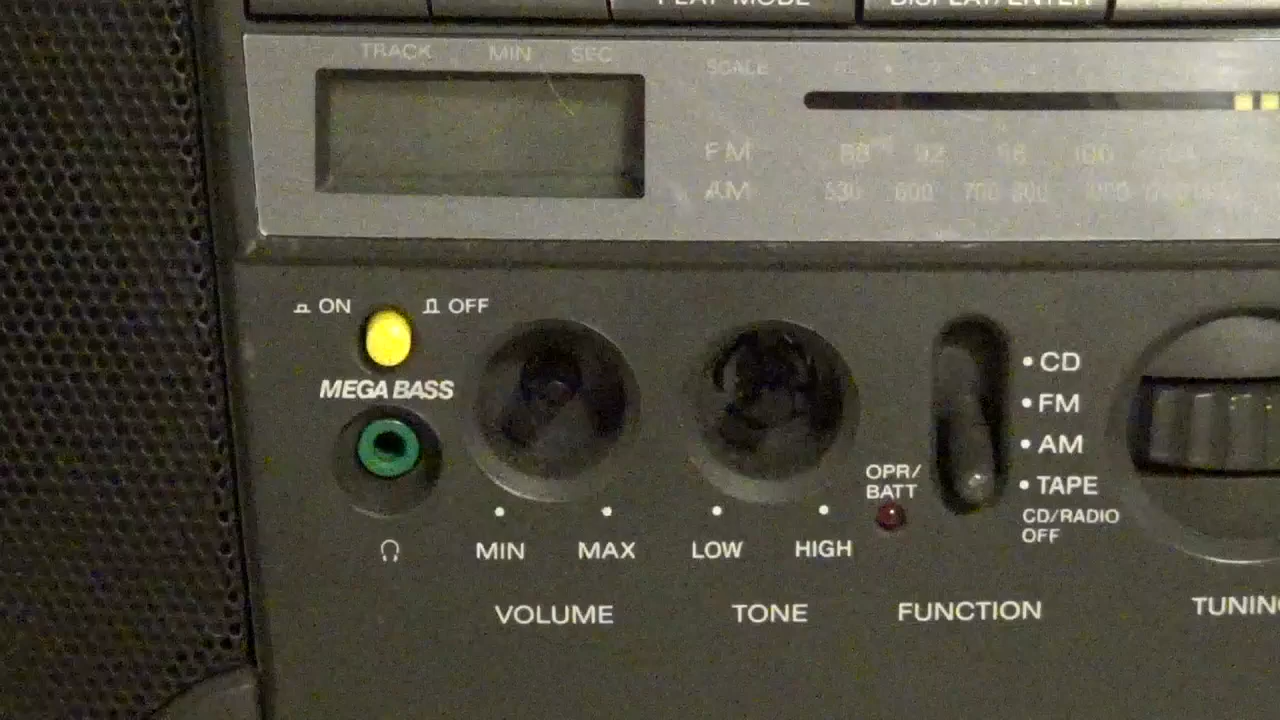 PLAY MODE
DISPLAY/ENTER
TRACK MIN SEC
SCALE
FM 88 92 96 100
AM 530 600 700 800
ON OFF
MEGA BASS
CD
FM
AM
TAPE
CD/RADIO
OFF
OPR/
BATT
MIN MAX
LOW HIGH
VOLUME
TONE
FUNCTION